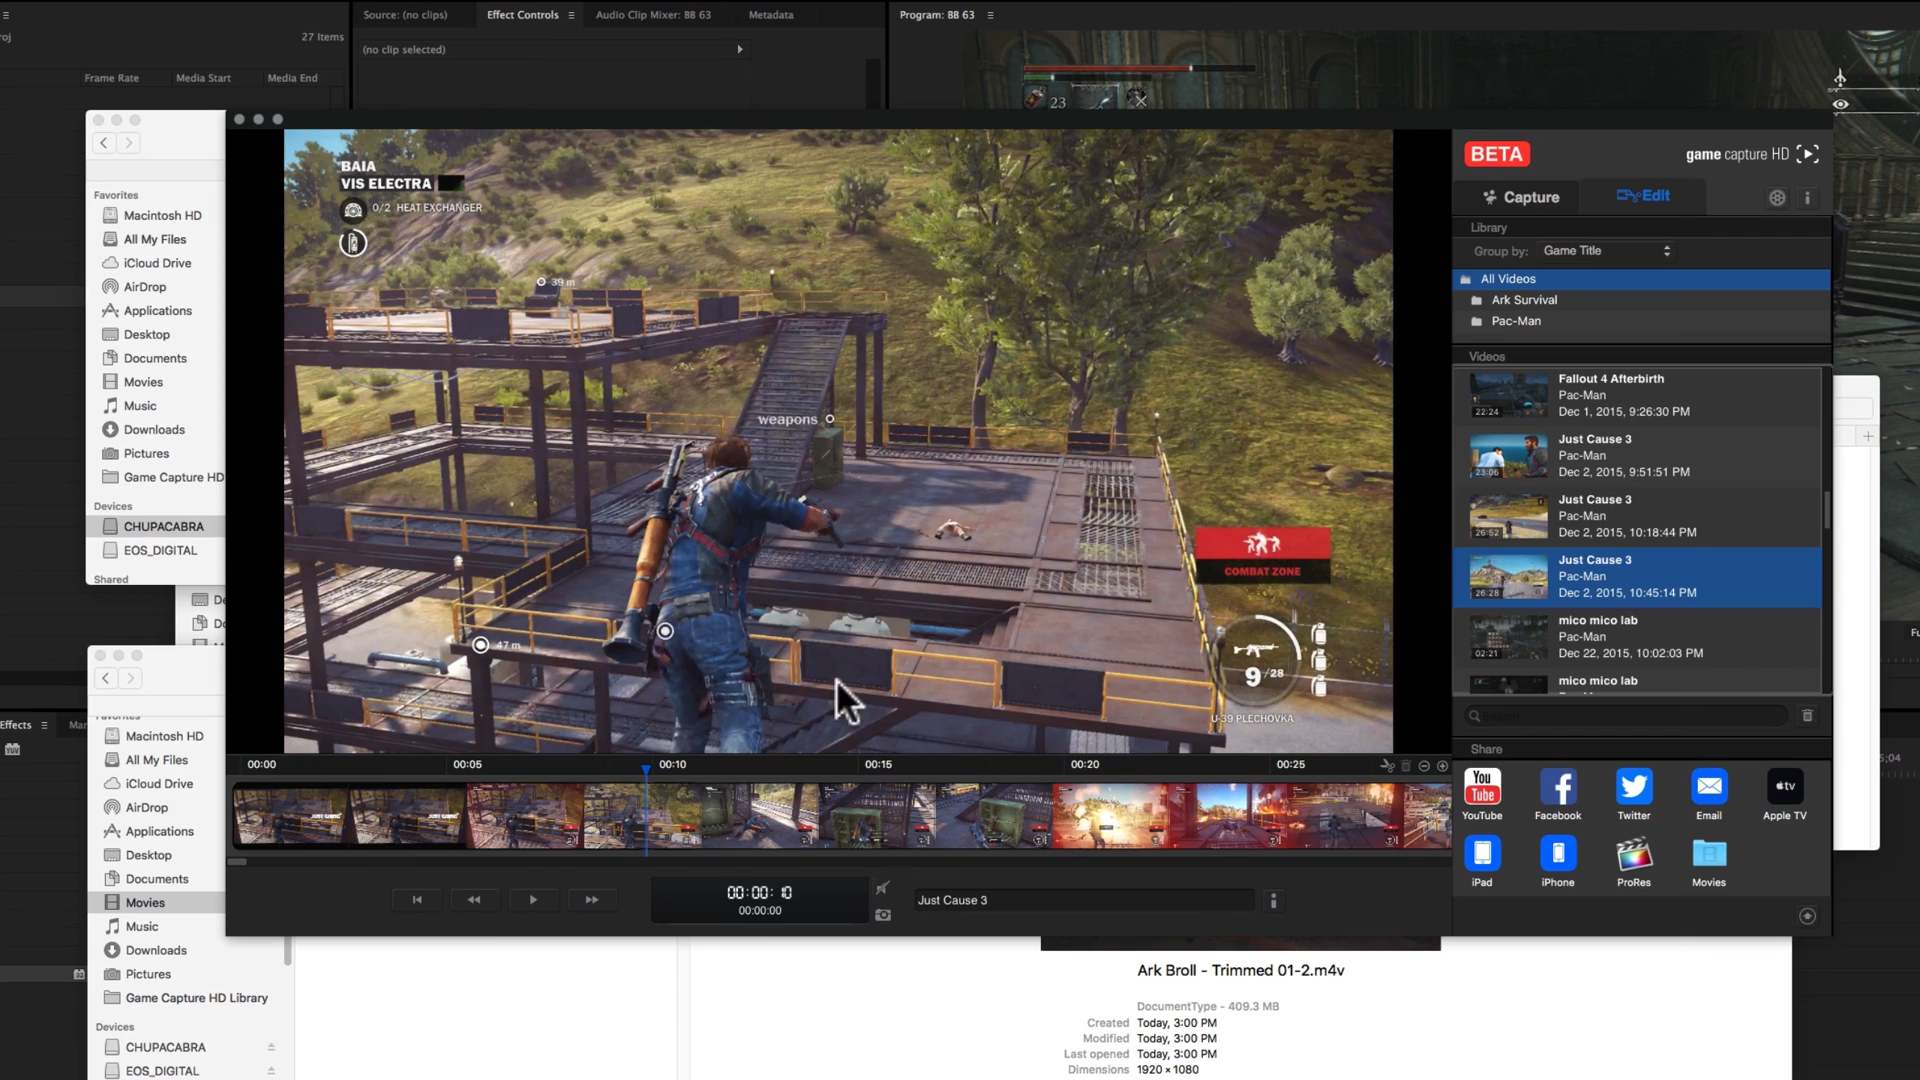 Source: (no clips)
Effect Controls
Audio Clip Mixer: BB 63
Metadata
Program: BB 63
27 Items
(no clip selected)
Frame Rate
Media Start
Media End
23
Favorites
Macintosh HD
All My Files
iCloud Drive
AirDrop
Applications
Desktop
Documents
Movies
Music
Downloads
Pictures
Game Capture HD
Devices
CHUPACABRA
EOS_DIGITAL
Shared
BAIA
VIS ELECTRA
0/2 HEAT EXCHANGER
39 m
weapons
47 m
COMBAT ZONE
9/28
U-39 PLECHOVKA
BETA
game capture HD
Capture
Edit
Library
Group by: Game Title
All Videos
Ark Survival
Pac-Man
Videos
Fallout 4 Afterbirth
Pac-Man
22:24
Dec 1, 2015, 9:26:30 PM
Just Cause 3
Pac-Man
23:06
Dec 2, 2015, 9:51:51 PM
Just Cause 3
Pac-Man
26:52
Dec 2, 2015, 10:18:44 PM
Just Cause 3
Pac-Man
26:28
Dec 2, 2015, 10:45:14 PM
mico mico lab
Pac-Man
02:21
Dec 22, 2015, 10:02:03 PM
mico mico lab
Search
Share
You Tube
YouTube
Facebook
Twitter
Email
tv
Apple TV
iPad
iPhone
ProRes
Movies
00:00
00:05
00:10
00:15
00:20
00:25
00:00:10
00:00:00
Just Cause 3
Effects
Favorites
Macintosh HD
All My Files
iCloud Drive
AirDrop
Applications
Desktop
Documents
Movies
Music
Downloads
Pictures
Game Capture HD Library
Devices
CHUPACABRA
EOS_DIGITAL
Ark Broll - Trimmed 01-2.m4v
DocumentType - 409.3 MB
Created Today, 3:00 PM
Modified Today, 3:00 PM
Last opened Today, 3:00 PM
Dimensions 1920 × 1080